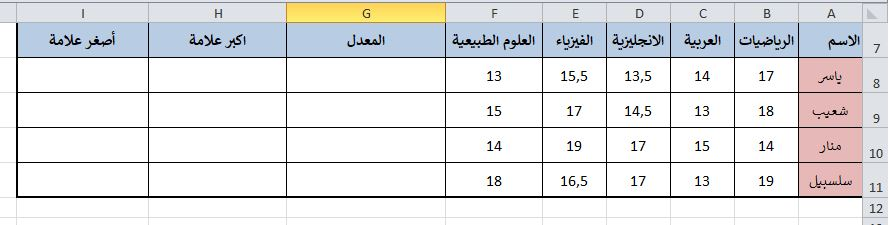 A B C D E F G H I
7 الاسم الرياضيات العربية الانجليزية الفيزياء العلوم الطبيعية المعدل اكبر علامة أصغر علامة
8 ياسر 17 14 13,5 15,5 13
9 شعيب 18 13 14,5 17 15
10 منار 14 15 17 19 14
11 سلسبيل 19 13 17 16,5 18
12